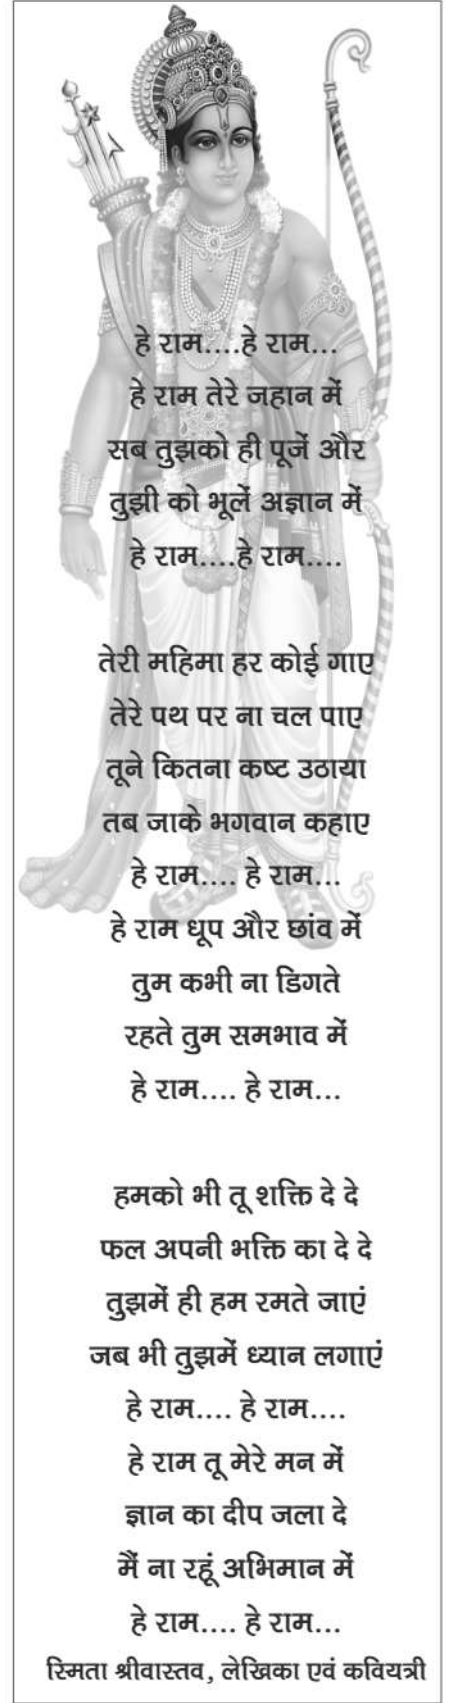 हे राम....हे राम...
हे राम तेरे जहान में
सब तुझको ही पूजें और
तुझी को भूलें अज्ञान में
हे राम....हे राम....
तेरी महिमा हर कोई गाए
तेरे पथ पर ना चल पाए
तूने कितना कष्ट उठाया
तब जाके भगवान कहाए
हे राम.... हे राम...
हे राम धूप और छांव में
तुम कभी ना डिगते
रहते तुम समभाव में
हे राम.... हे राम...
हमको भी तू शक्ति दे दे
फल अपनी भक्ति का दे दे
तुझमें ही हम रमते जाएं
जब भी तुझमें ध्यान लगाएं
हे राम.... हे राम....
हे राम तू मेरे मन में
ज्ञान का दीप जला दे
मैं ना रहूं अभिमान में
हे राम.... हे राम...
स्मिता श्रीवास्तव, लेखिका एवं कवियत्री